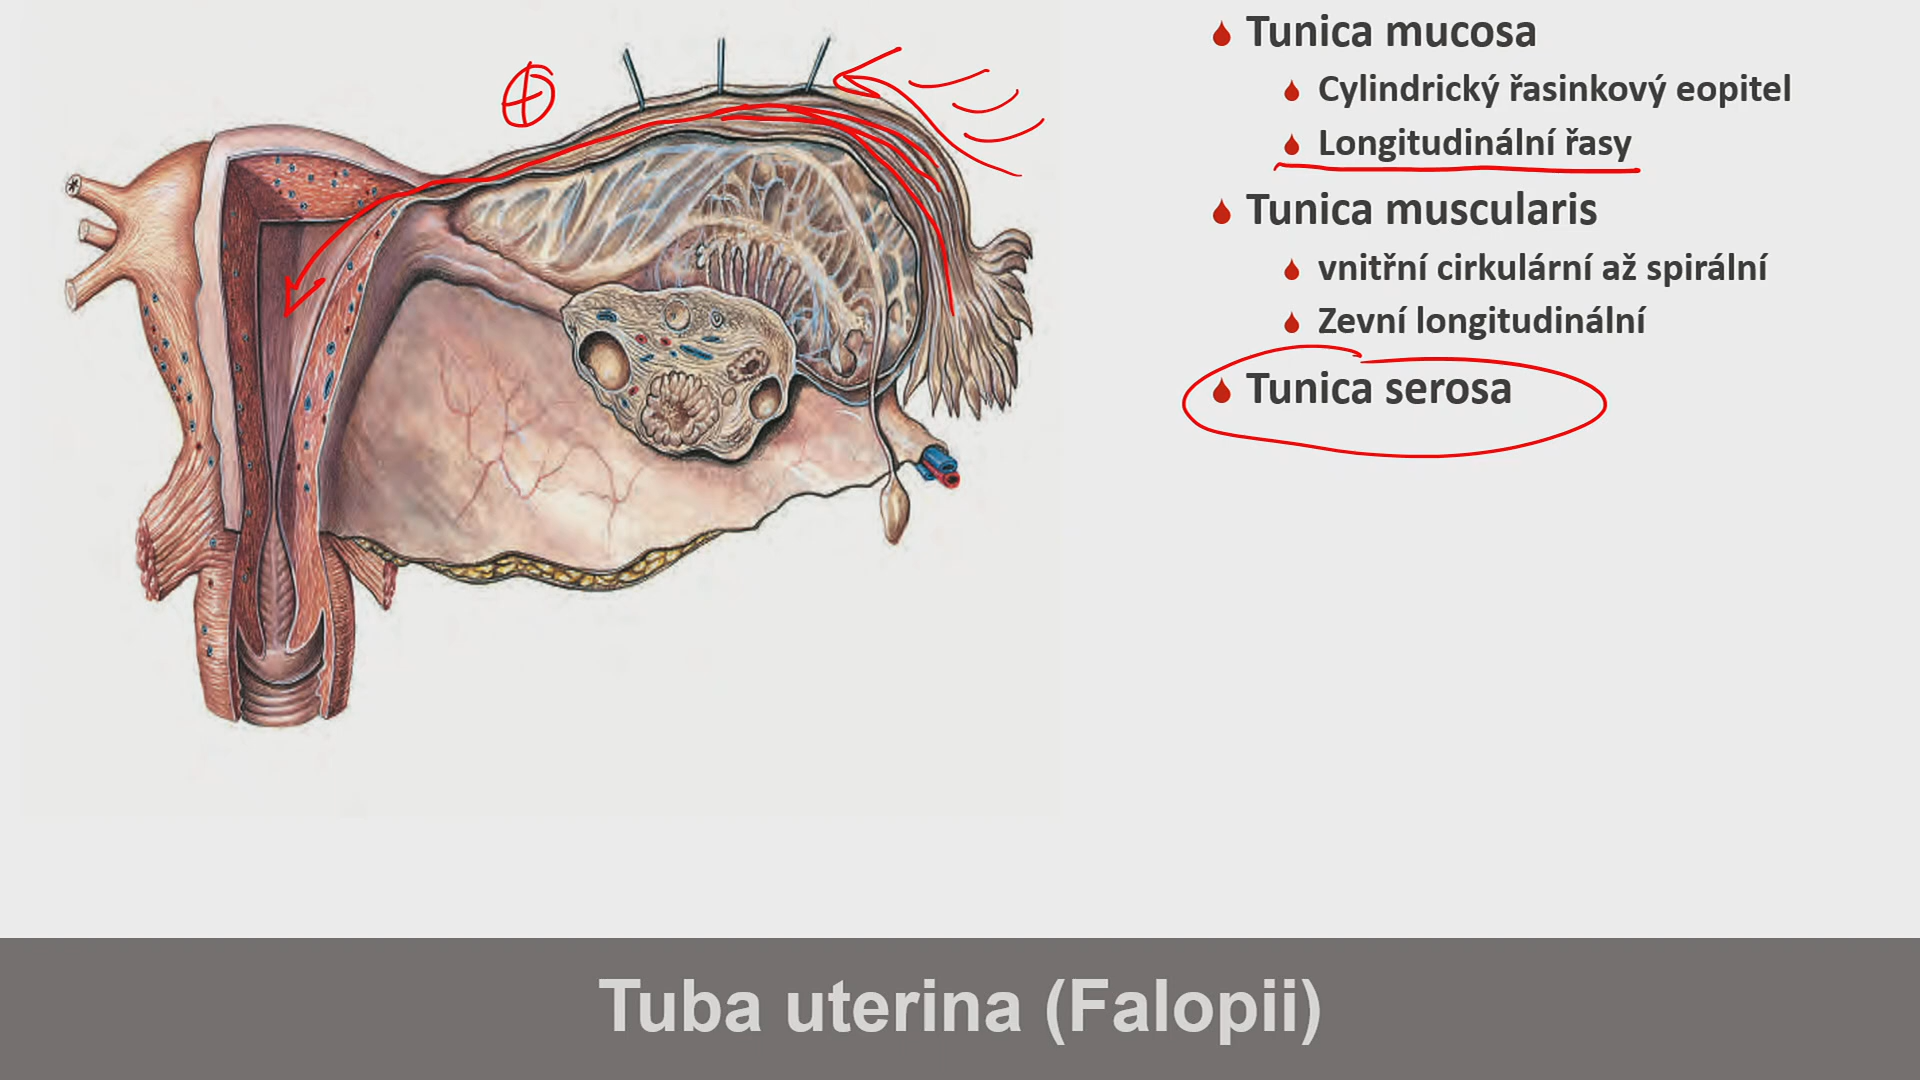 Tunica mucosa
Cylindrický řasinkový eopitel
Longitudinální řasy
Tunica muscularis
vnitřní cirkulární až spirální
Zevní longitudinální
Tunica serosa
Tuba uterina (Falopii)